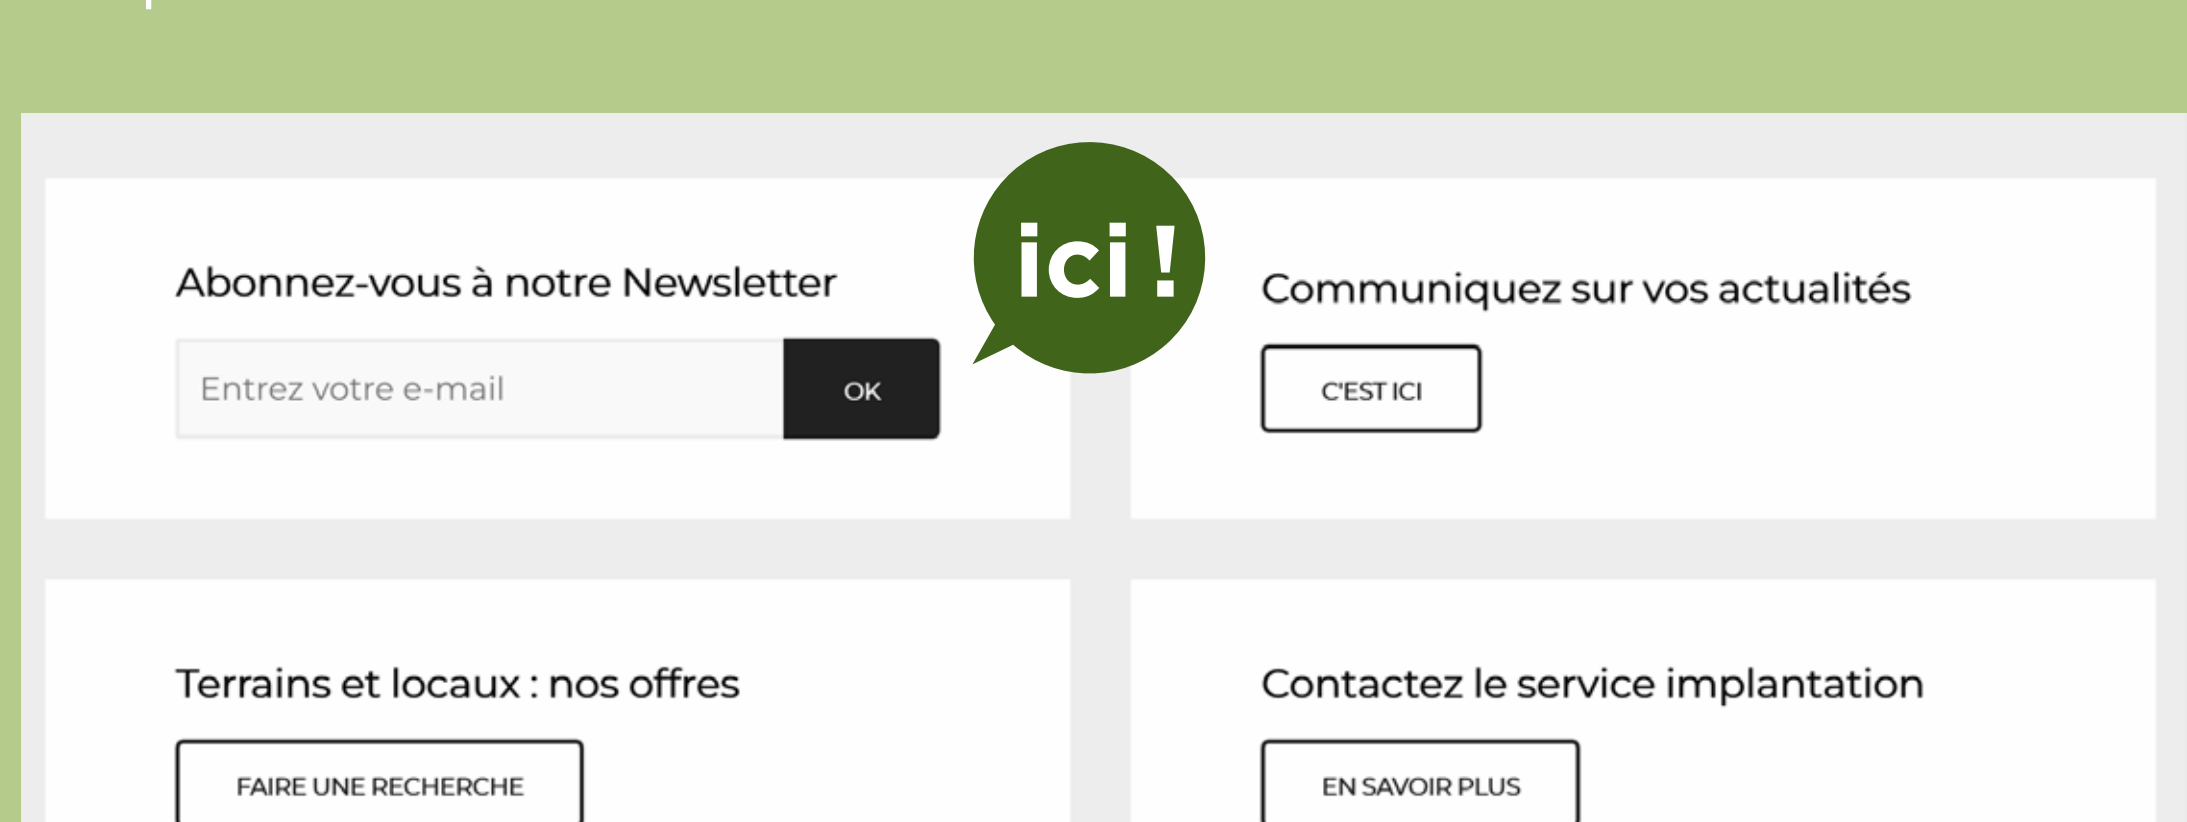 Abonnez-vous à notre Newsletter
Entrez votre e-mail
OK
ici !
Communiquez sur vos actualités
C'EST ICI
Terrains et locaux : nos offres
FAIRE UNE RECHERCHE
Contactez le service implantation
EN SAVOIR PLUS